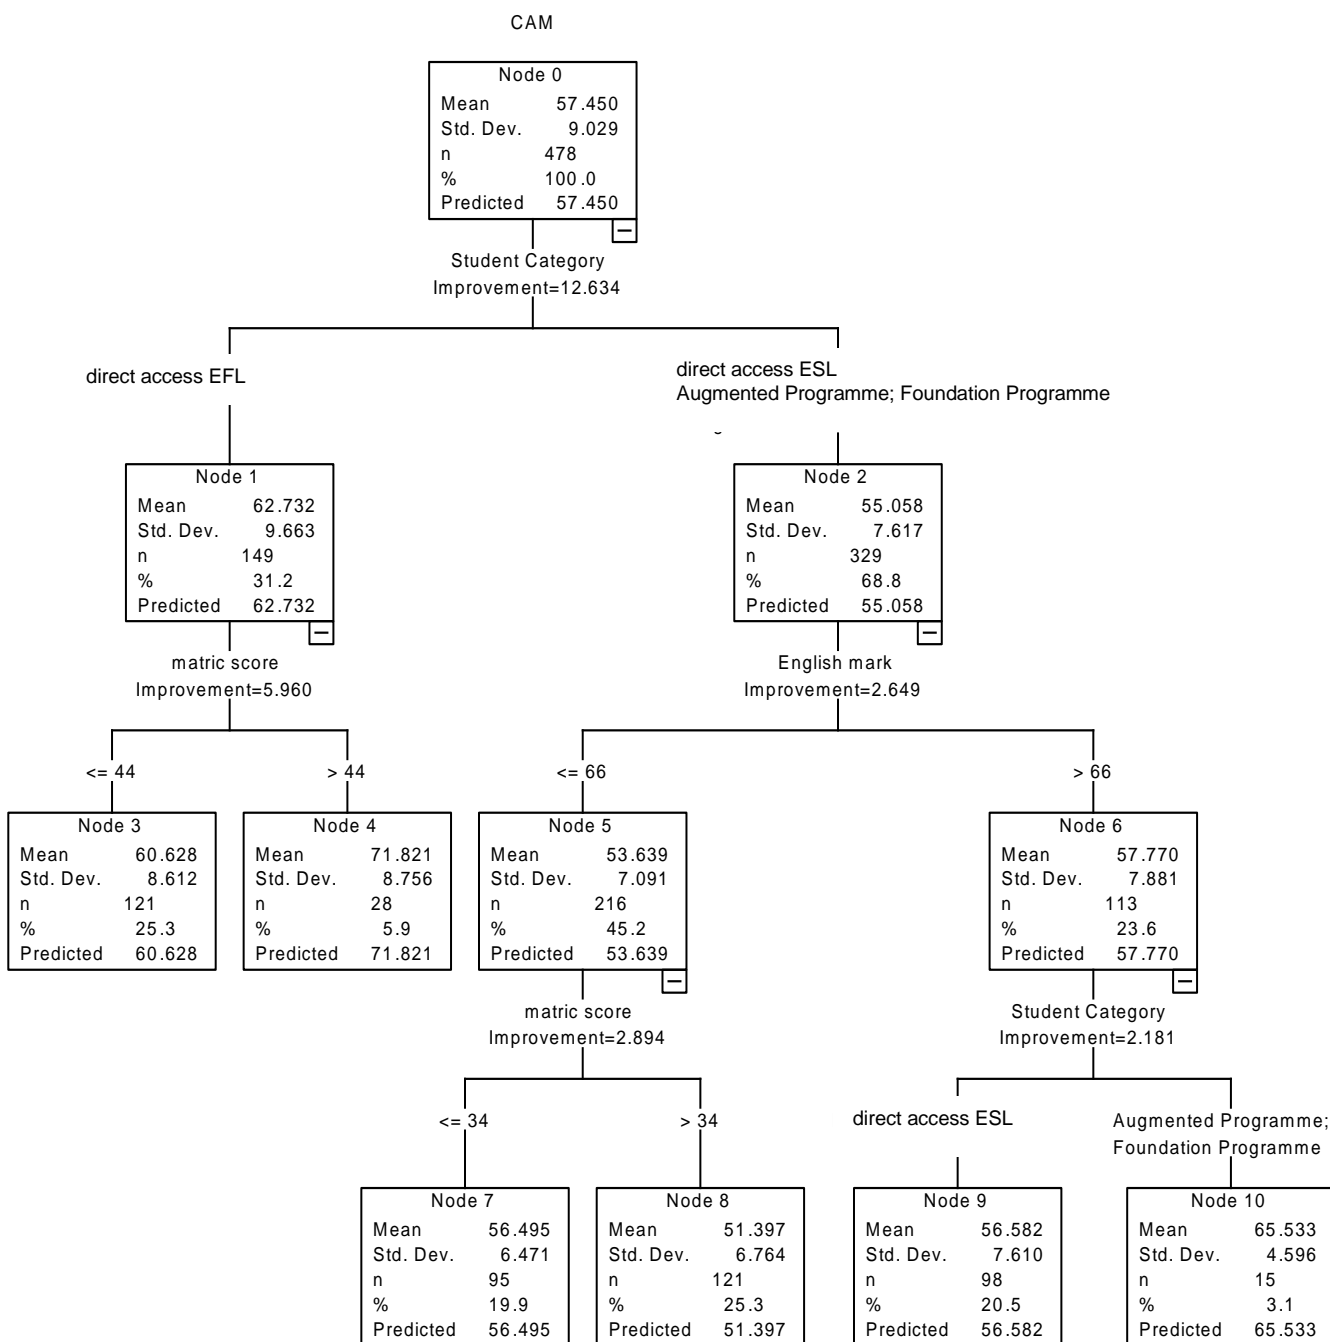 CAM
Node 0
Mean 57.450
Std. Dev. 9.029
n 478
% 100.0
Predicted 57.450
Student Category
Improvement=12.634
direct access EFL
direct access ESL
Augmented Programme; Foundation Programme
Node 1
Mean 62.732
Std. Dev. 9.663
n 149
% 31.2
Predicted 62.732
Node 2
Mean 55.058
Std. Dev. 7.617
n 329
% 68.8
Predicted 55.058
matric score
Improvement=5.960
English mark
Improvement=2.649
<= 44
> 44
<= 66
> 66
Node 3
Mean 60.628
Std. Dev. 8.612
n 121
% 25.3
Predicted 60.628
Node 4
Mean 71.821
Std. Dev. 8.756
n 28
% 5.9
Predicted 71.821
Node 5
Mean 53.639
Std. Dev. 7.091
n 216
% 45.2
Predicted 53.639
Node 6
Mean 57.770
Std. Dev. 7.881
n 113
% 23.6
Predicted 57.770
matric score
Improvement=2.894
Student Category
Improvement=2.181
<= 34
> 34
direct access ESL
Augmented Programme;
Foundation Programme
Node 7
Mean 56.495
Std. Dev. 6.471
n 95
% 19.9
Predicted 56.495
Node 8
Mean 51.397
Std. Dev. 6.764
n 121
% 25.3
Predicted 51.397
Node 9
Mean 56.582
Std. Dev. 7.610
n 98
% 20.5
Predicted 56.582
Node 10
Mean 65.533
Std. Dev. 4.596
n 15
% 3.1
Predicted 65.533